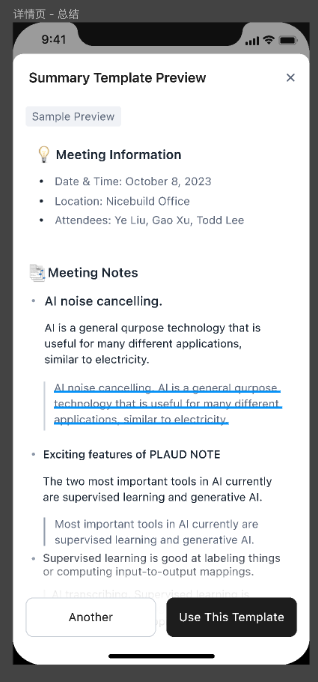 详情页 - 总结
9:41
Summary Template Preview
Sample Preview
Meeting Information
Date & Time: October 8, 2023
Location: Nicebuild Office
Attendees: Ye Liu, Gao Xu, Todd Lee
Meeting Notes
AI noise cancelling.
AI is a general qurpose technology that is
useful for many different applications,
similar to electricity.
AI noise cancelling. AI is a general qurpose
technology that is useful for many different
applications, similar to electricity.
Exciting features of PLAUD NOTE
The two most important tools in AI currently
are supervised learning and generative AI.
Most important tools in AI currently are
supervised learning and generative AI.
Supervised learning is good at labeling things
or computing input-to-output mappings.
AI transcribing. Supervised learning is
Another
Use This Template